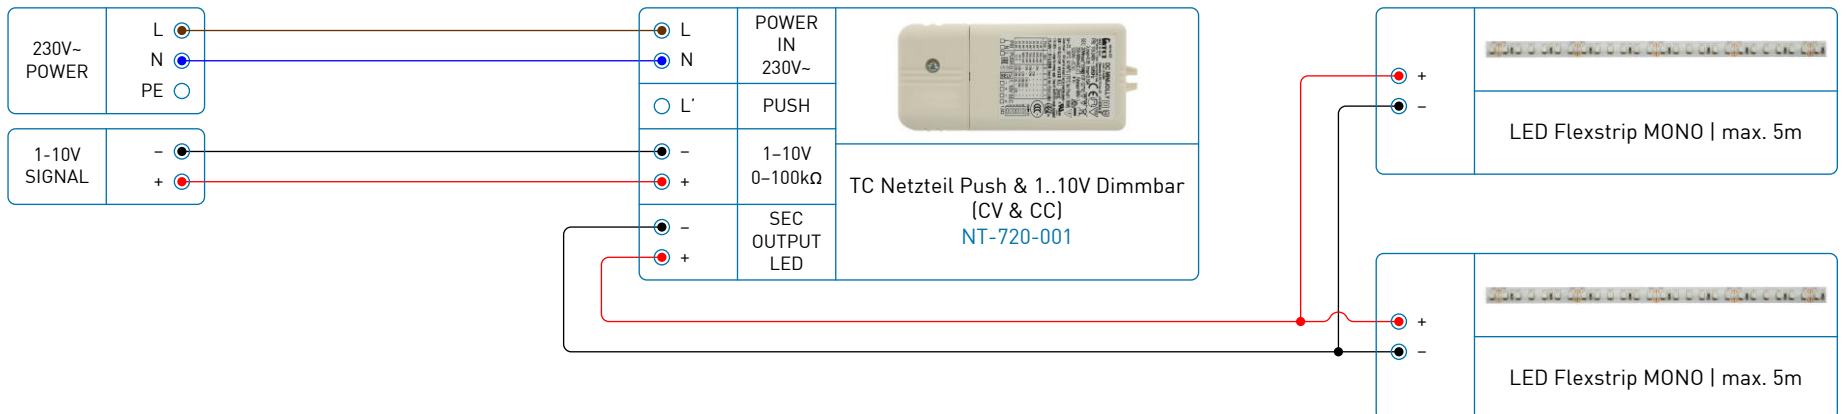 230V~
POWER
L
N
PE
1-10V
SIGNAL
–
+
L
N
POWER
IN
230V~
L’
PUSH
–
+
1–10V
0–100kΩ
–
+
SEC
OUTPUT
LED
DC MINIJOLLY
TC Netzteil Push & 1..10V Dimmbar
(CV & CC)
NT-720-001
+
–
LED Flexstrip MONO | max. 5m
+
–
LED Flexstrip MONO | max. 5m